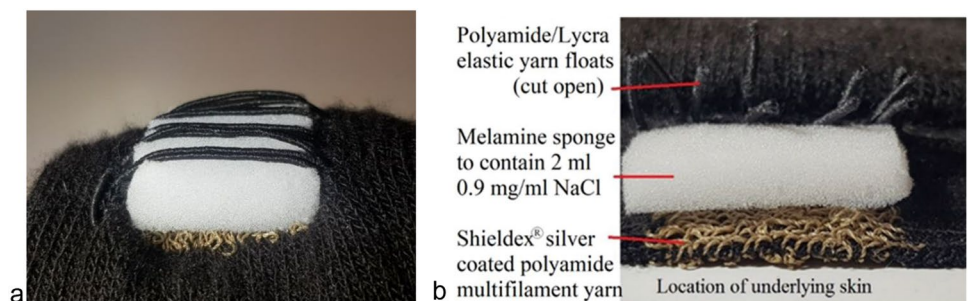 a
b
Polyamide/Lycra
elastic yarn floats
(cut open)
Melamine sponge
to contain 2 ml
0.9 mg/ml NaCl
Shieldex® silver
coated polyamide
multifilament yarn
Location of underlying skin